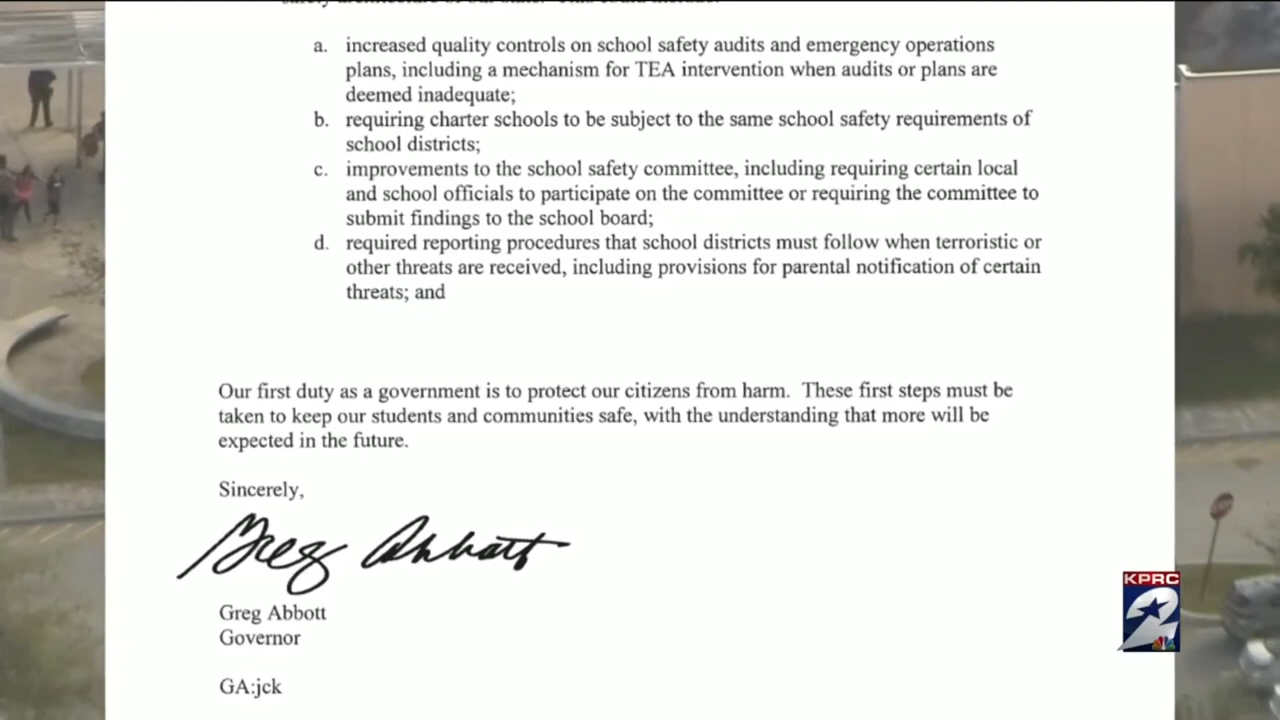 a. increased quality controls on school safety audits and emergency operations
plans, including a mechanism for TEA intervention when audits or plans are
deemed inadequate;
b. requiring charter schools to be subject to the same school safety requirements of
school districts;
c. improvements to the school safety committee, including requiring certain local
and school officials to participate on the committee or requiring the committee to
submit findings to the school board;
d. required reporting procedures that school districts must follow when terroristic or
other threats are received, including provisions for parental notification of certain
threats; and
Our first duty as a government is to protect our citizens from harm. These first steps must be
taken to keep our students and communities safe, with the understanding that more will be
expected in the future.
Sincerely,
Greg Abbott
Greg Abbott
Governor
GA:jck
KPRC
2